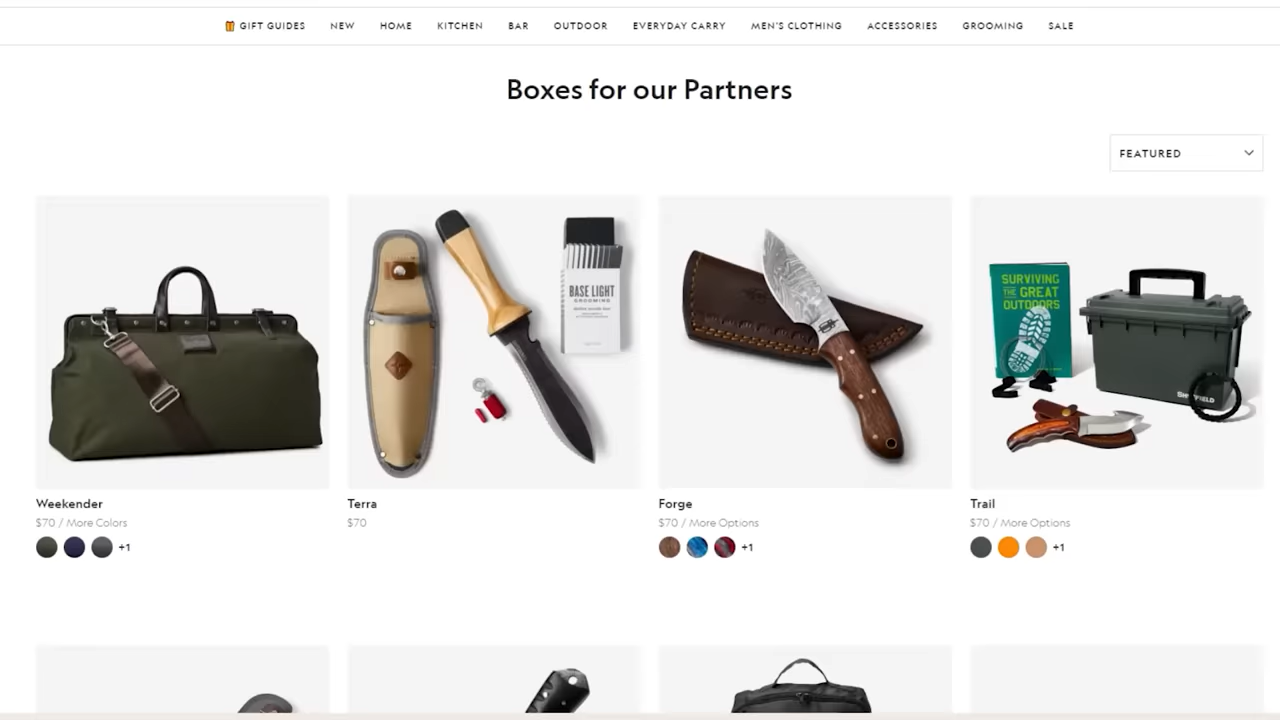 GIFT GUIDES NEW HOME KITCHEN BAR OUTDOOR EVERYDAY CARRY MEN'S CLOTHING ACCESSORIES GROOMING SALE
Boxes for our Partners
FEATURED
BASE LIGHT
GROOMING
SURVIVING
THE GREAT
OUTDOORS
Weekender
$70 / More Colors
+1
Terra
$70
Forge
$70 / More Options
+1
Trail
$70 / More Options
+1